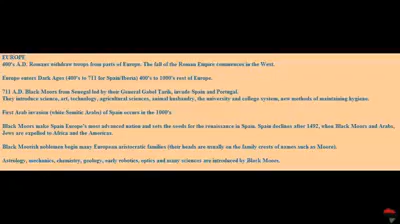 EUROPE
400's A.D. Romans withdraw troops from parts of Europe. The fall of the Roman Empire commences in the West.
Europe enters Dark Ages (400's to 711 for Spain/Iberia) 400's to 1000's rest of Europe.
711 A.D. Black Moors from Senegal led by their General Gabal Tarik, invade Spain and Portugal.
They introduce science, art, technology, agricultural sciences, animal husbandry, the university and college system, new methods of maintaining hygiene.
First Arab invasion (white Semitic Arabs) of Spain occurs in the 1000's
Black Moors make Spain Europe's most advanced nation and sets the seeds for the renaissance in Spain. Spain declines after 1492, when Black Moors and Arabs,
Jews are expelled to Africa and the Americas.
Black Moorish nobleman begin many European aristocratic families (their heads are usually on the family crests of names such as Moore).
Astrology, mechanics, chemistry, geology, early robotics, optics and many sciences are introduced by Black Moors.